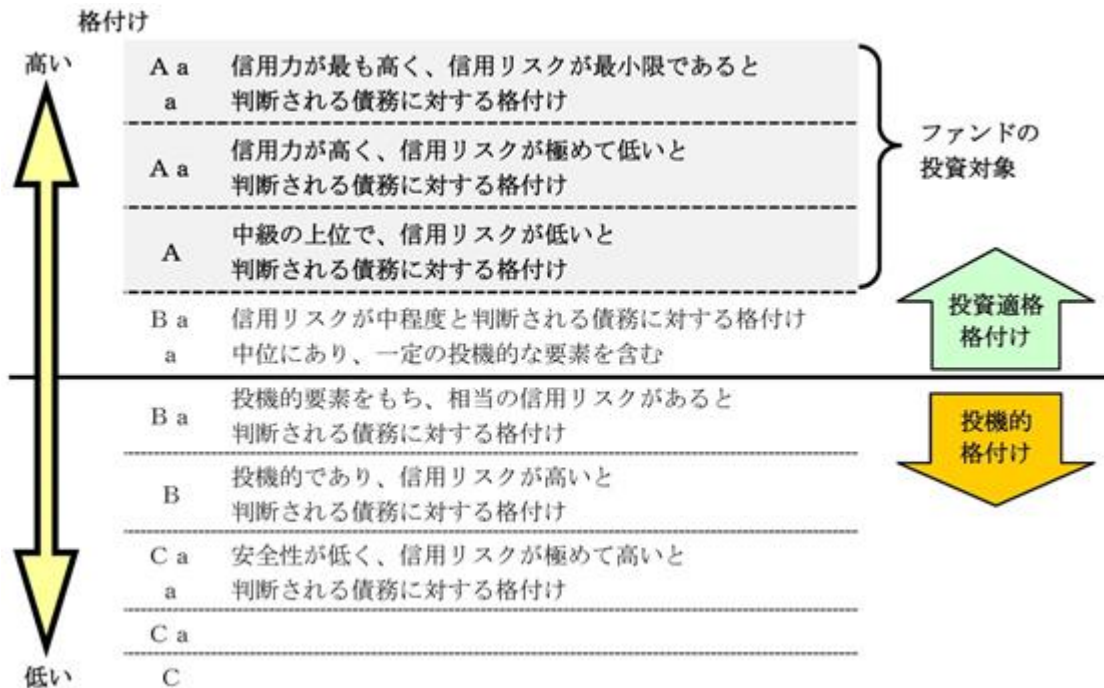 格付け
高い
Aa 信用力が最も高く、信用リスクが最小限であると
a 判断される債務に対する格付け
Aa 信用力が高く、信用リスクが極めて低いと
判断される債務に対する格付け
A 中級の上位で、信用リスクが低いと
判断される債務に対する格付け
ファンドの
投資対象
Ba 信用リスクが中程度と判断される債務に対する格付け
a 中位にあり、一定の投機的な要素を含む
投資適格
格付け
Ba 投機的要素をもち、相当の信用リスクがあると
判断される債務に対する格付け
投機的
格付け
B 投機的であり、信用リスクが高いと
判断される債務に対する格付け
Ca 安全性が低く、信用リスクが極めて高いと
a 判断される債務に対する格付け
Ca
C
低い